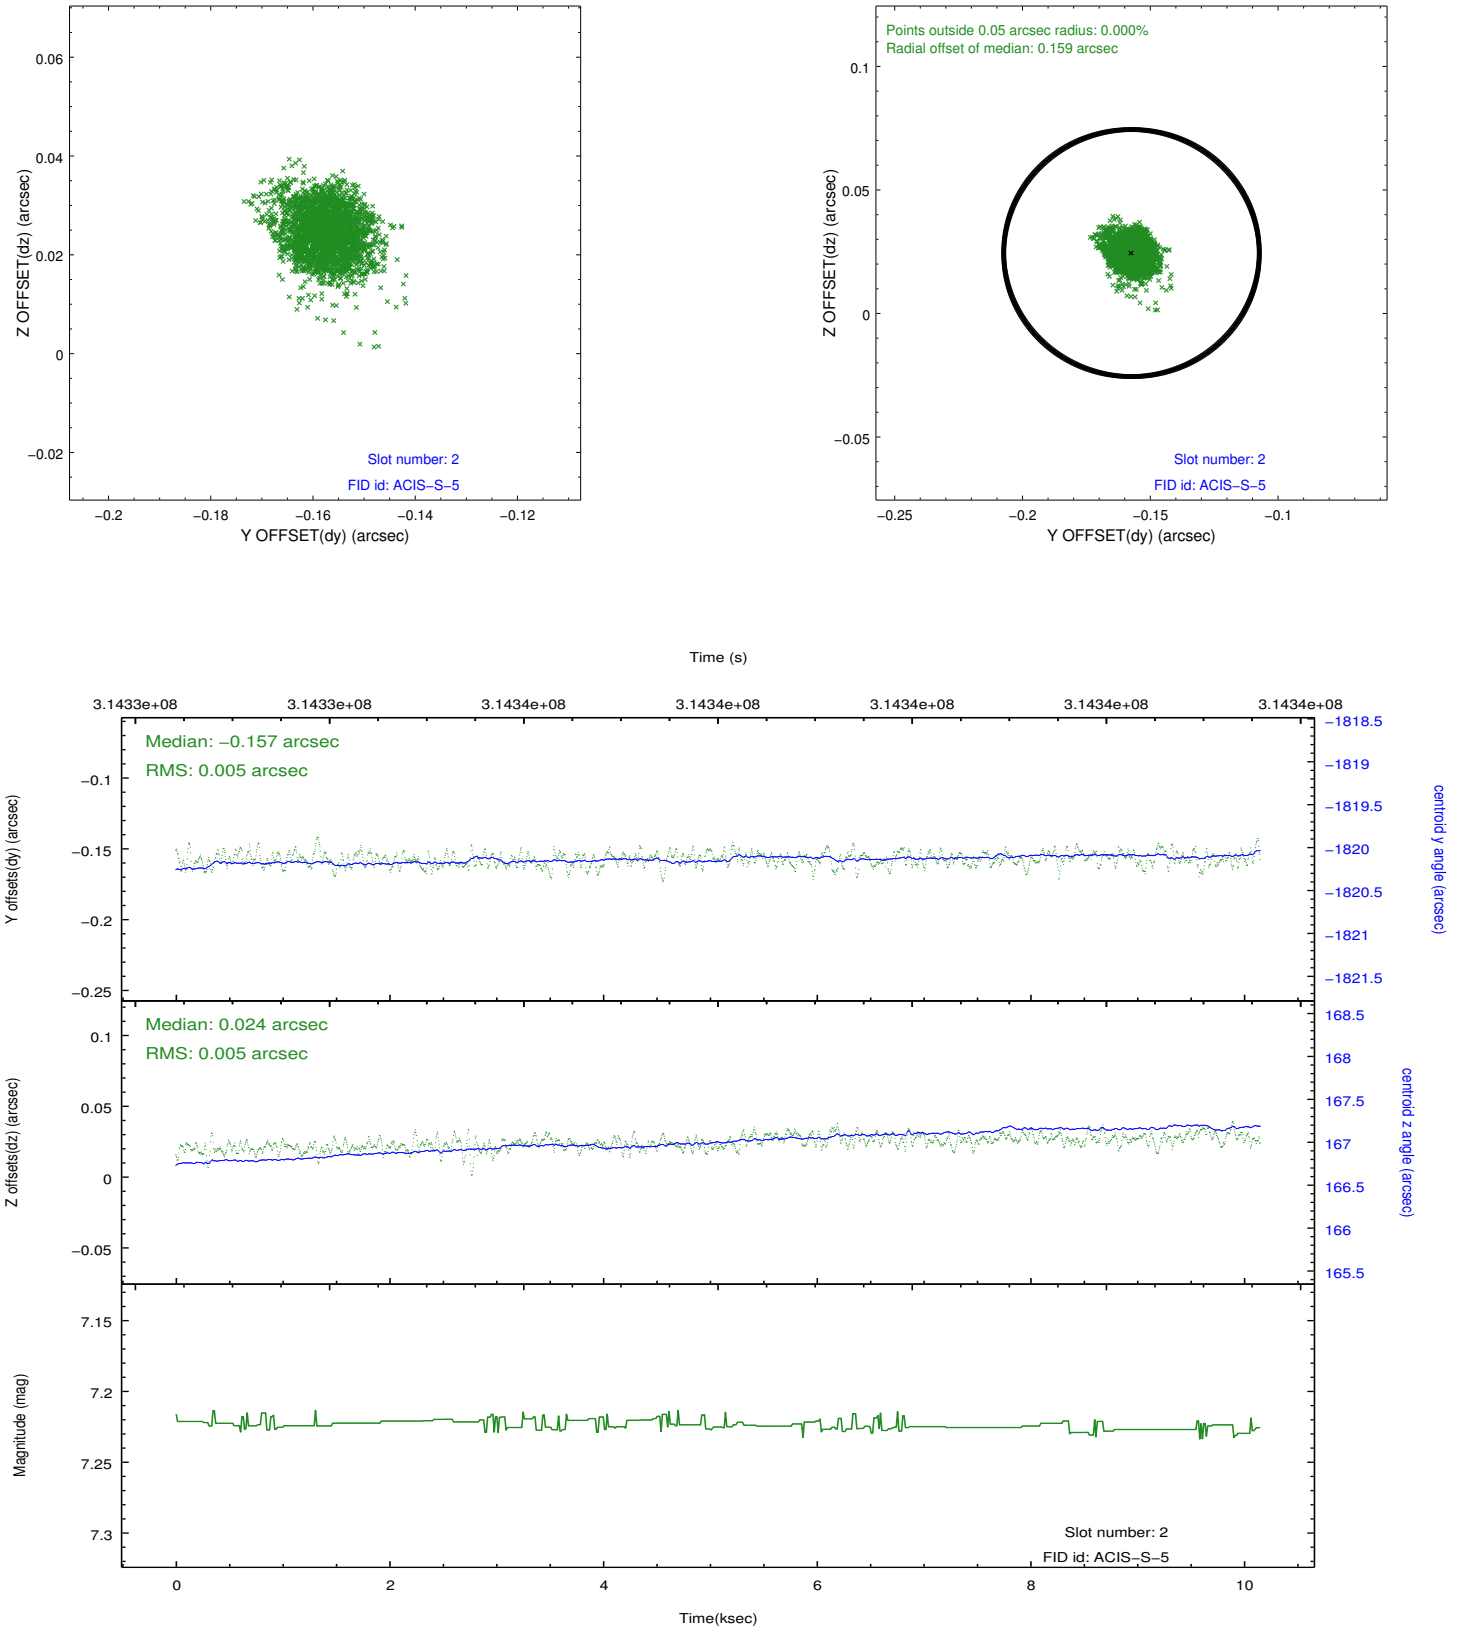 0.06
0.04
0.02
0
−0.02
Z OFFSET(dz) (arcsec)
Slot number: 2
FID id: ACIS−S−5
−0.2 −0.18 −0.16 −0.14 −0.12
Y OFFSET(dy) (arcsec)
Points outside 0.05 arcsec radius: 0.000%
Radial offset of median: 0.159 arcsec
0.1
0.05
0
−0.05
Z OFFSET(dz) (arcsec)
Slot number: 2
FID id: ACIS−S−5
−0.25 −0.2 −0.15 −0.1
Y OFFSET(dy) (arcsec)
Time (s)
3.1433e+08 3.1433e+08 3.1434e+08 3.1434e+08 3.1434e+08 3.1434e+08 3.1434e+08
Median: −0.157 arcsec
RMS: 0.005 arcsec
−0.1
−0.15
−0.2
−0.25
Y offsets(dy) (arcsec)
−1818.5
−1819
−1819.5
−1820
−1820.5
−1821
−1821.5
centroid y angle (arcsec)
Median: 0.024 arcsec
RMS: 0.005 arcsec
0.1
0.05
0
−0.05
Z offsets(dz) (arcsec)
168.5
168
167.5
167
166.5
166
165.5
centroid z angle (arcsec)
7.15
7.2
7.25
7.3
Magnitude (mag)
Slot number: 2
FID id: ACIS−S−5
0 2 4 6 8 10
Time(ksec)